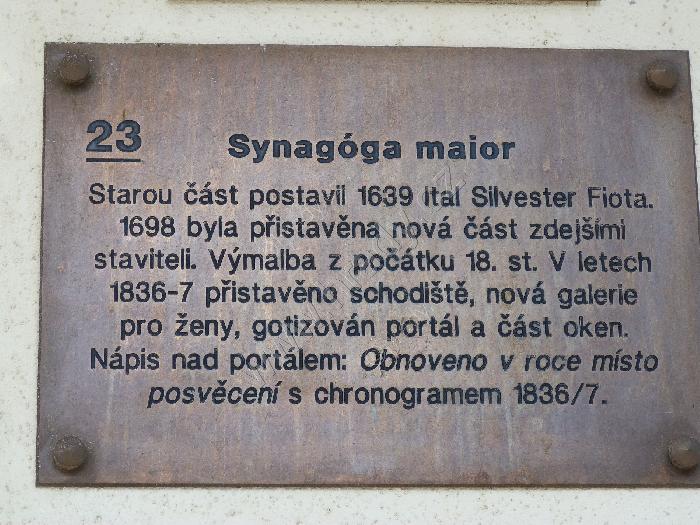 23
Synagóga maior
Starou část postavil 1639 Ital Silvester Fiota.
1698 byla přistavěna nová část zdejšími
staviteli. Výmalba z počátku 18. st. V letech
1836-7 přistavěno schodiště, nová galerie
pro ženy, gotizován portál a část oken.
Nápis nad portálem: Obnoveno v roce místo
posvěcení s chronogramem 1836/7.